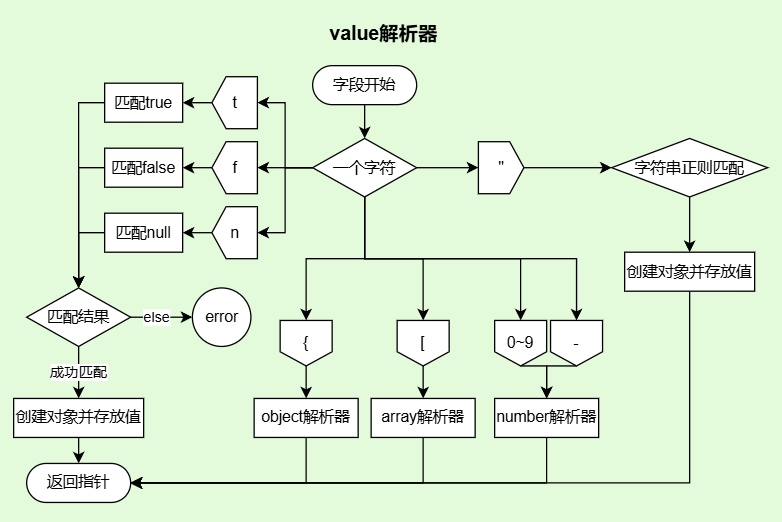 value解析器
字段开始
匹配true
t
匹配false
f
一个字符
"
字符串正则匹配
匹配null
n
创建对象并存放值
匹配结果
else
error
{
[
0~9
-
成功匹配
创建对象并存放值
object解析器
array解析器
number解析器
返回指针